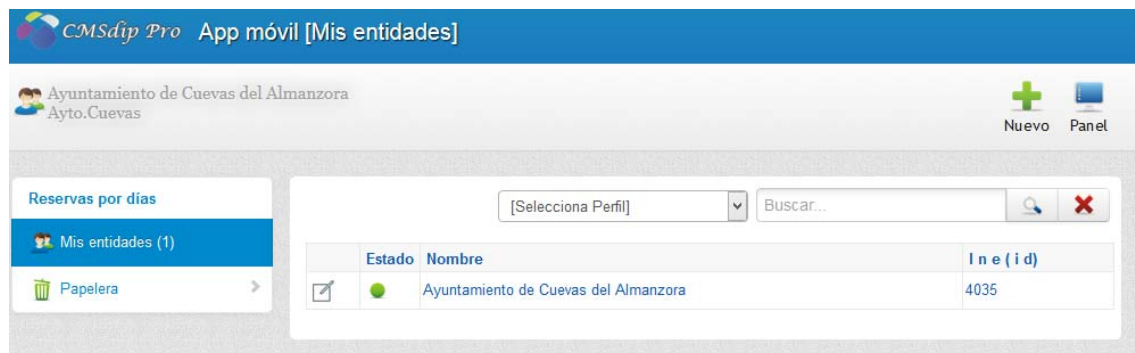 CMSdip Pro App móvil [Mis entidades]
Ayuntamiento de Cuevas del Almanzora
Ayto.Cuevas
Nuevo Panel
Reservas por días
[Selecciona Perfil] Buscar...
Mis entidades (1)
Estado Nombre I n e ( i d)
Papelera
Ayuntamiento de Cuevas del Almanzora 4035